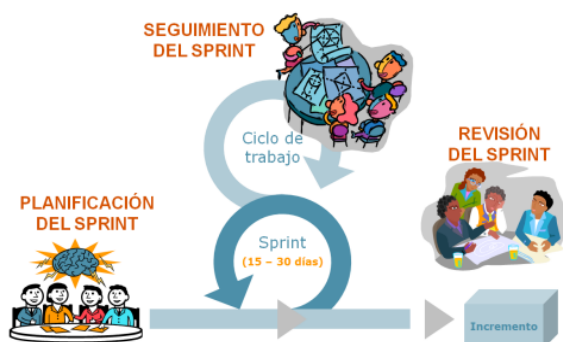 SEGUIMIENTO
DEL SPRINT
Ciclo de
trabajo
REVISIÓN
DEL SPRINT
PLANIFICACIÓN
DEL SPRINT
Sprint
(15 – 30 días)
Incremento